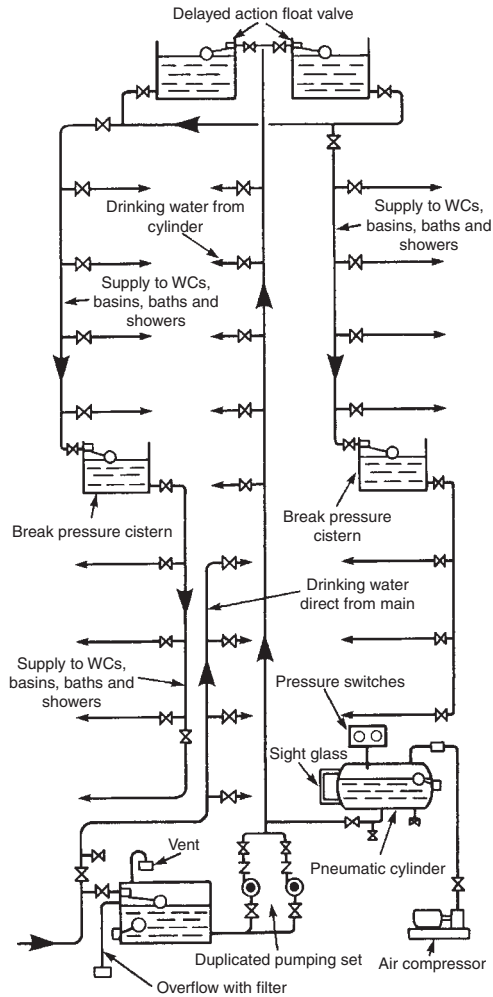 Delayed action float valve
Drinking water from
cylinder
Supply to WCs,
basins, baths and
showers
Supply to WCs,
basins, baths and
showers
Break pressure cistern
Break pressure
cistern
Drinking water
direct from main
Supply to WCs,
basins, baths and
showers
Pressure switches
Sight glass
Vent
Pneumatic cylinder
Duplicated pumping set
Air compressor
Overflow with filter